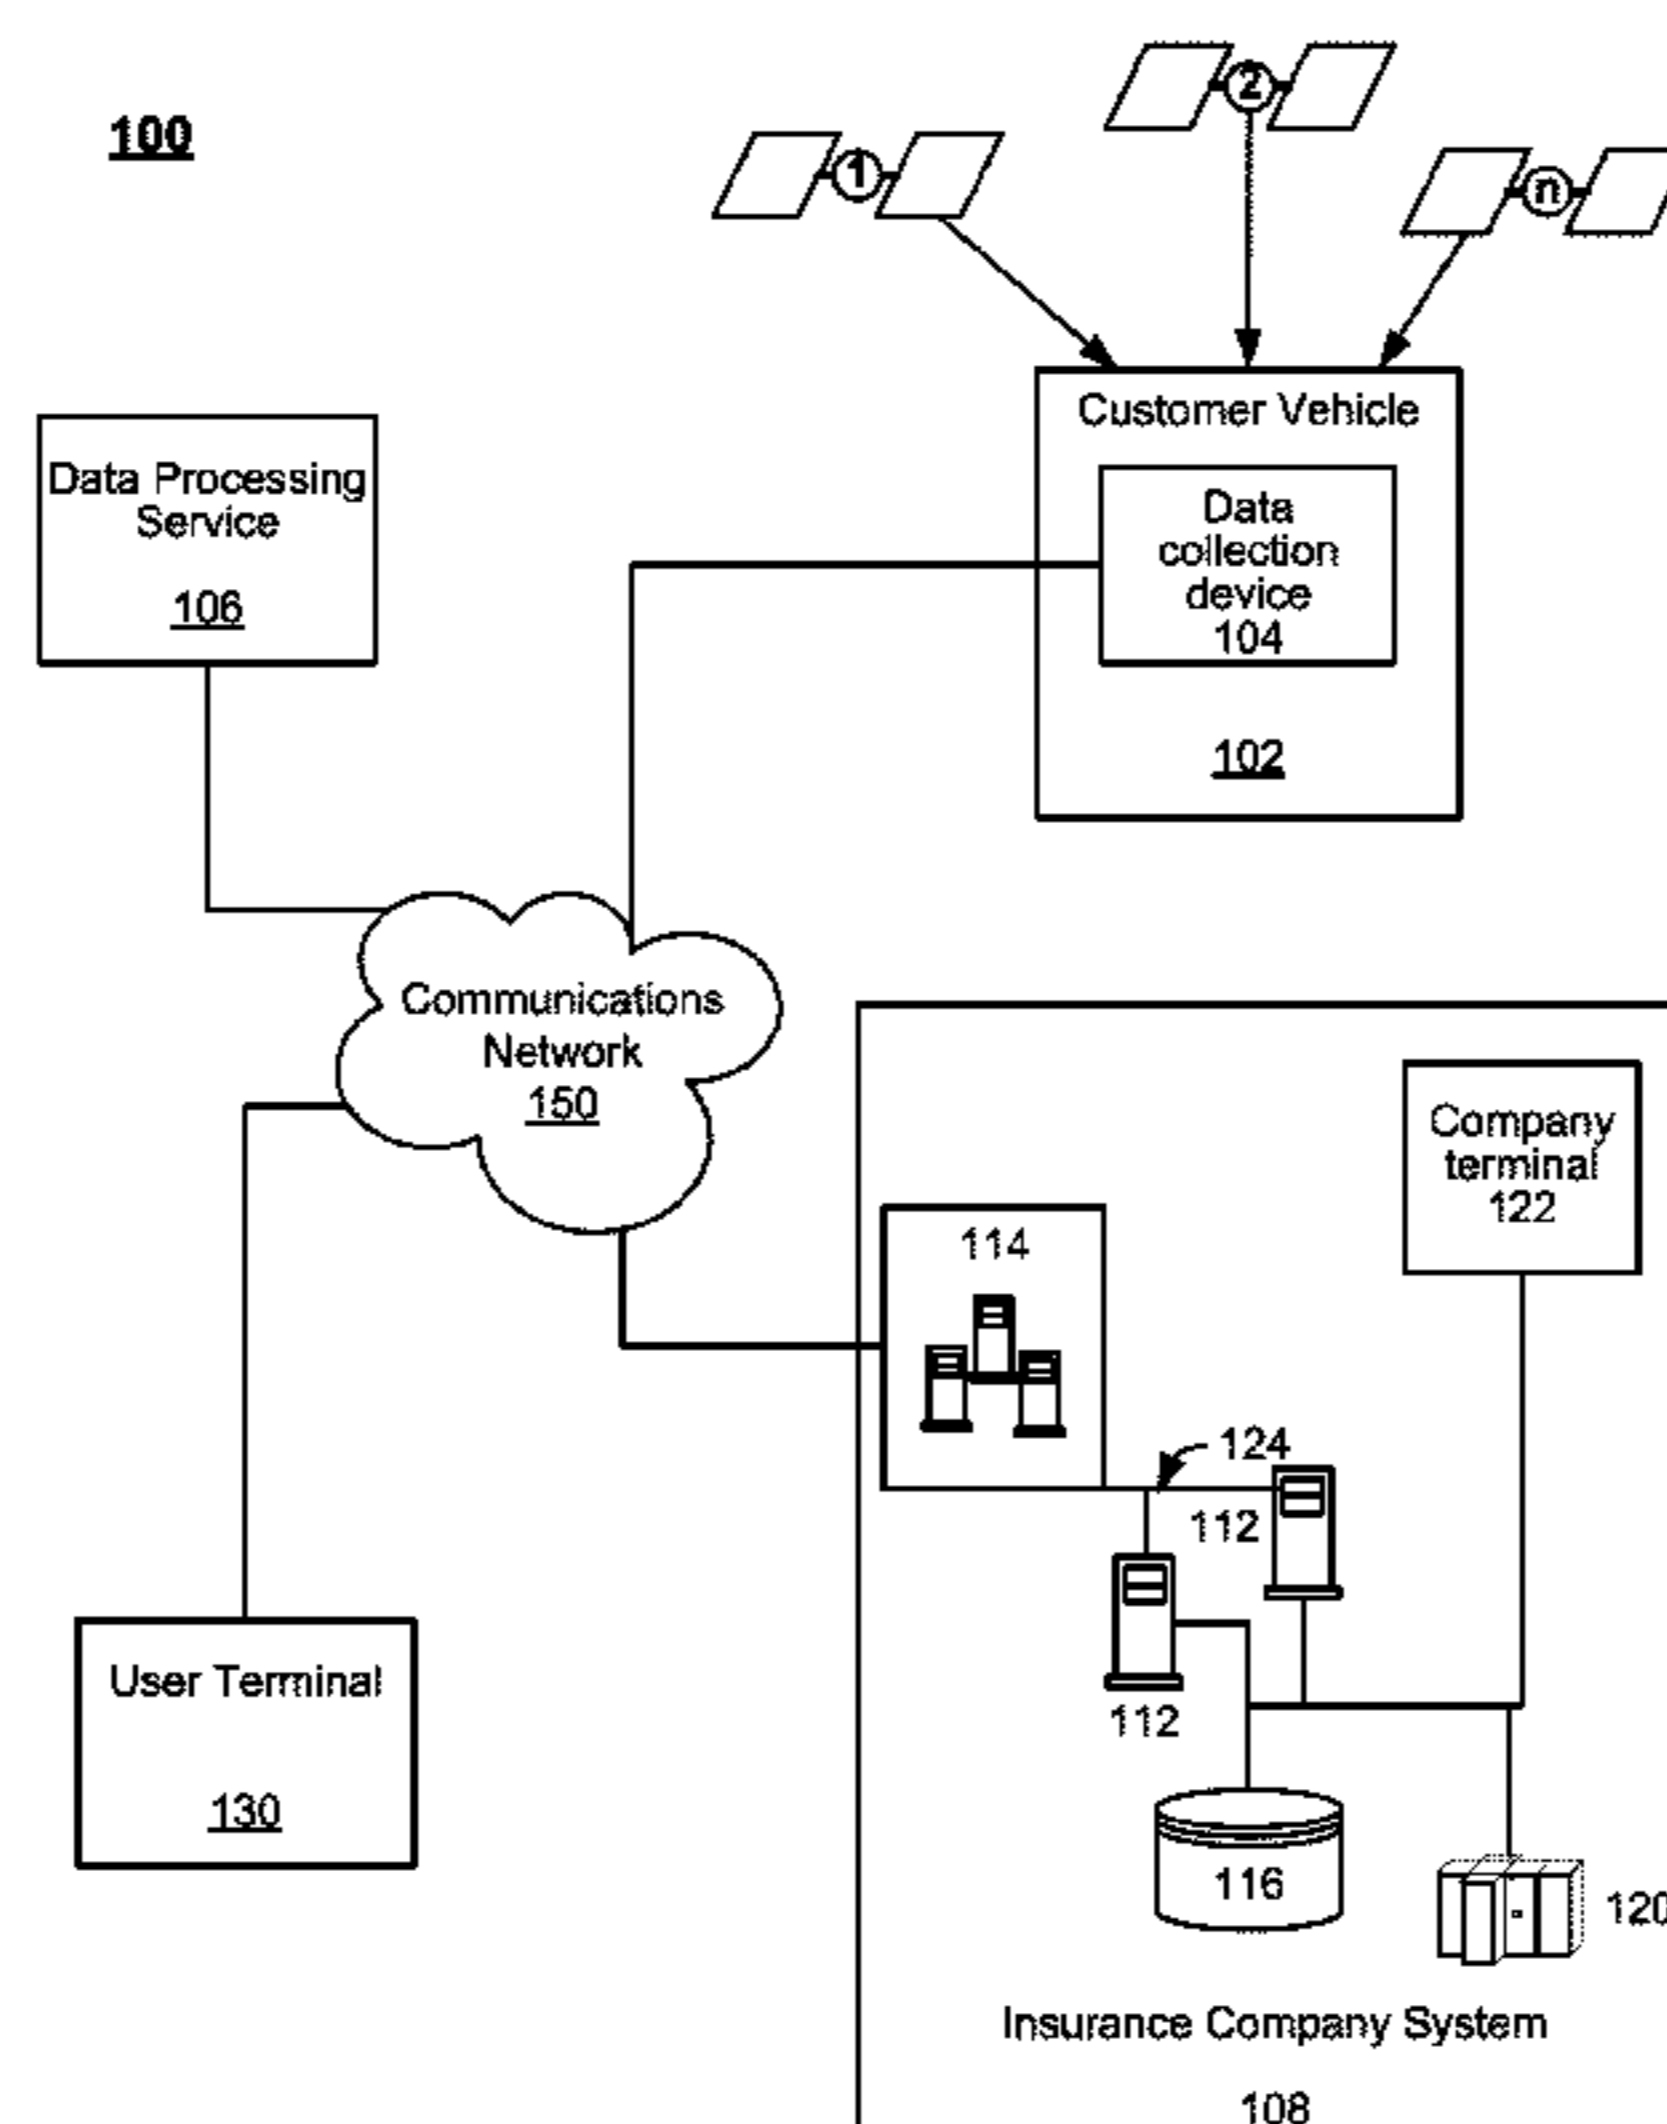 100
1
2
n
Customer Vehicle
Data
collection
device
104
102
Data Processing
Service
106
Communications
Network
150
Company
terminal
122
114
124
112
112
116
120
User Terminal
130
Insurance Company System
108